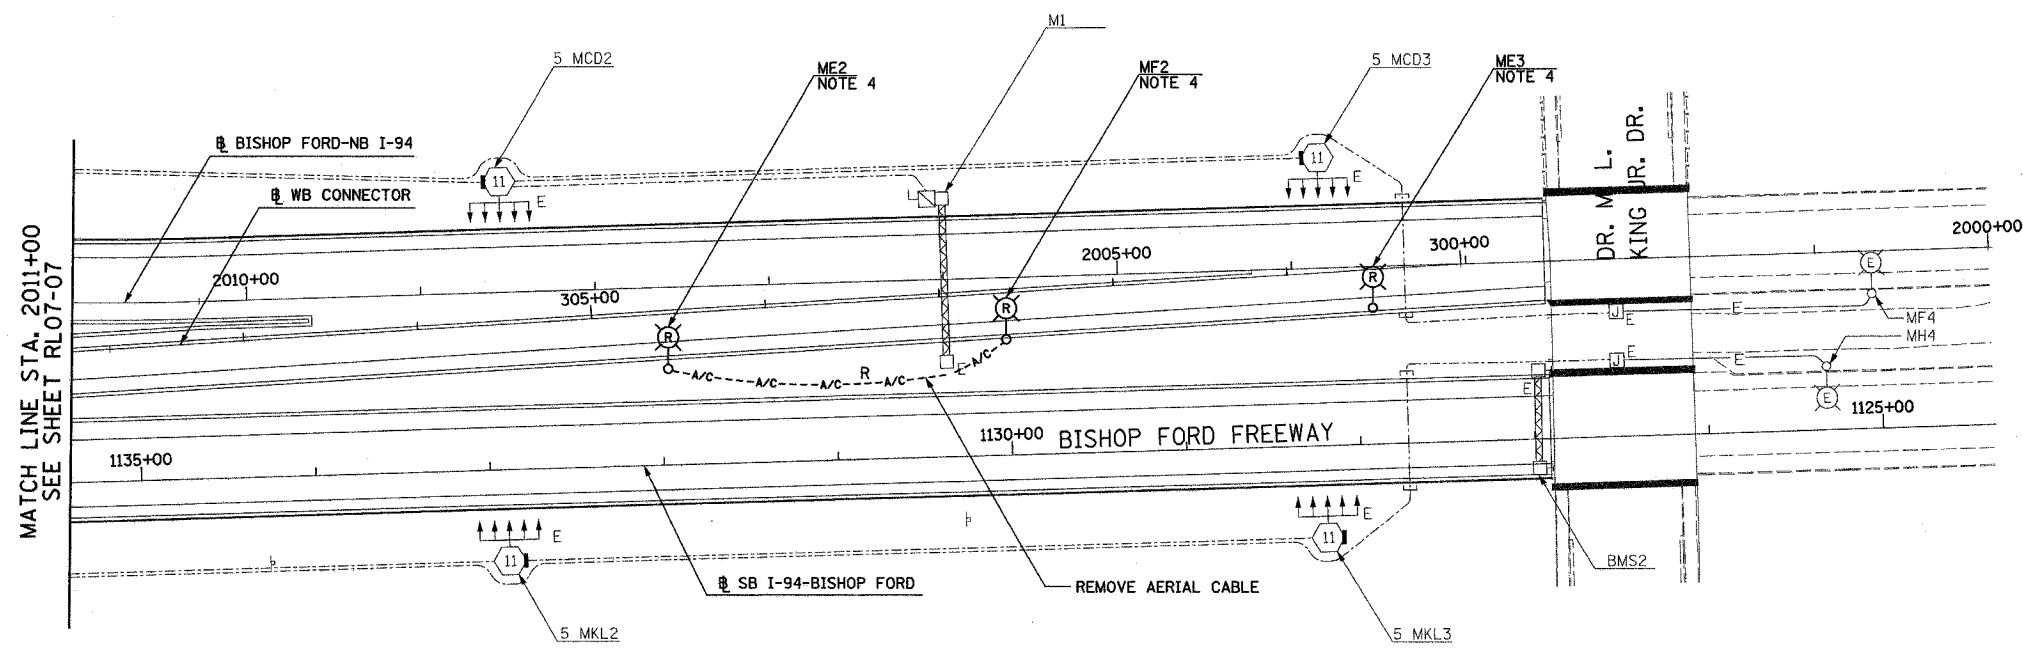 M1
5 MCD2
ME2
NOTE 4
MF2
NOTE 4
5 MCD3
ME3
NOTE 4
℄ BISHOP FORD-NB I-94
℄ WB CONNECTOR
MATCH LINE STA. 2011+00
SEE SHEET RL07-07
11
E
11
E
DR. M. L.
KING JR. DR.
2000+00
2010+00
305+00
2005+00
300+00
R
R
R
E
J
E
E
MF4
MH4
J
E
E
E
A/C
A/C
A/C
A/C
A/C
R
E
E
1125+00
1130+00
BISHOP FORD FREEWAY
1135+00
E
11
E
11
BMS2
℄ SB I-94-BISHOP FORD
REMOVE AERIAL CABLE
5 MKL2
5 MKL3